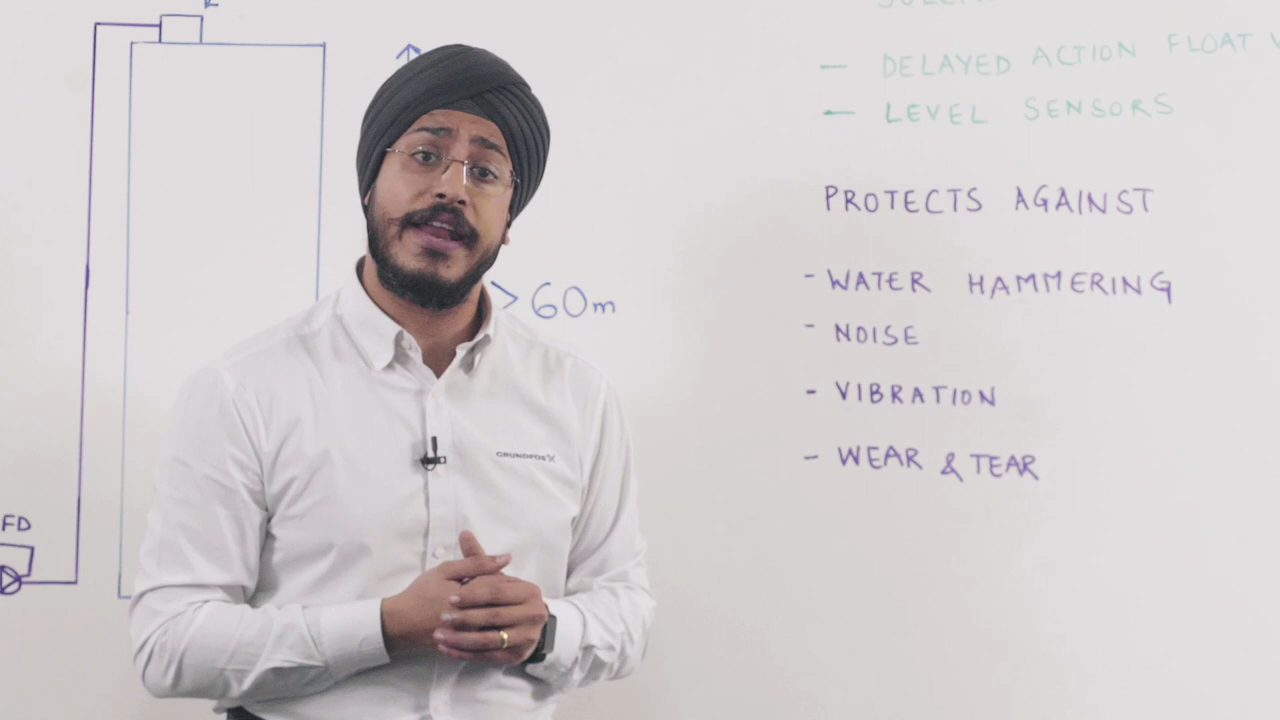 DELAYED ACTION FLOAT
— LEVEL SENSORS
PROTECTS AGAINST
- WATER HAMMERING
- NOISE
- VIBRATION
- WEAR & TEAR
> 60m
GRUNDFOS
FD